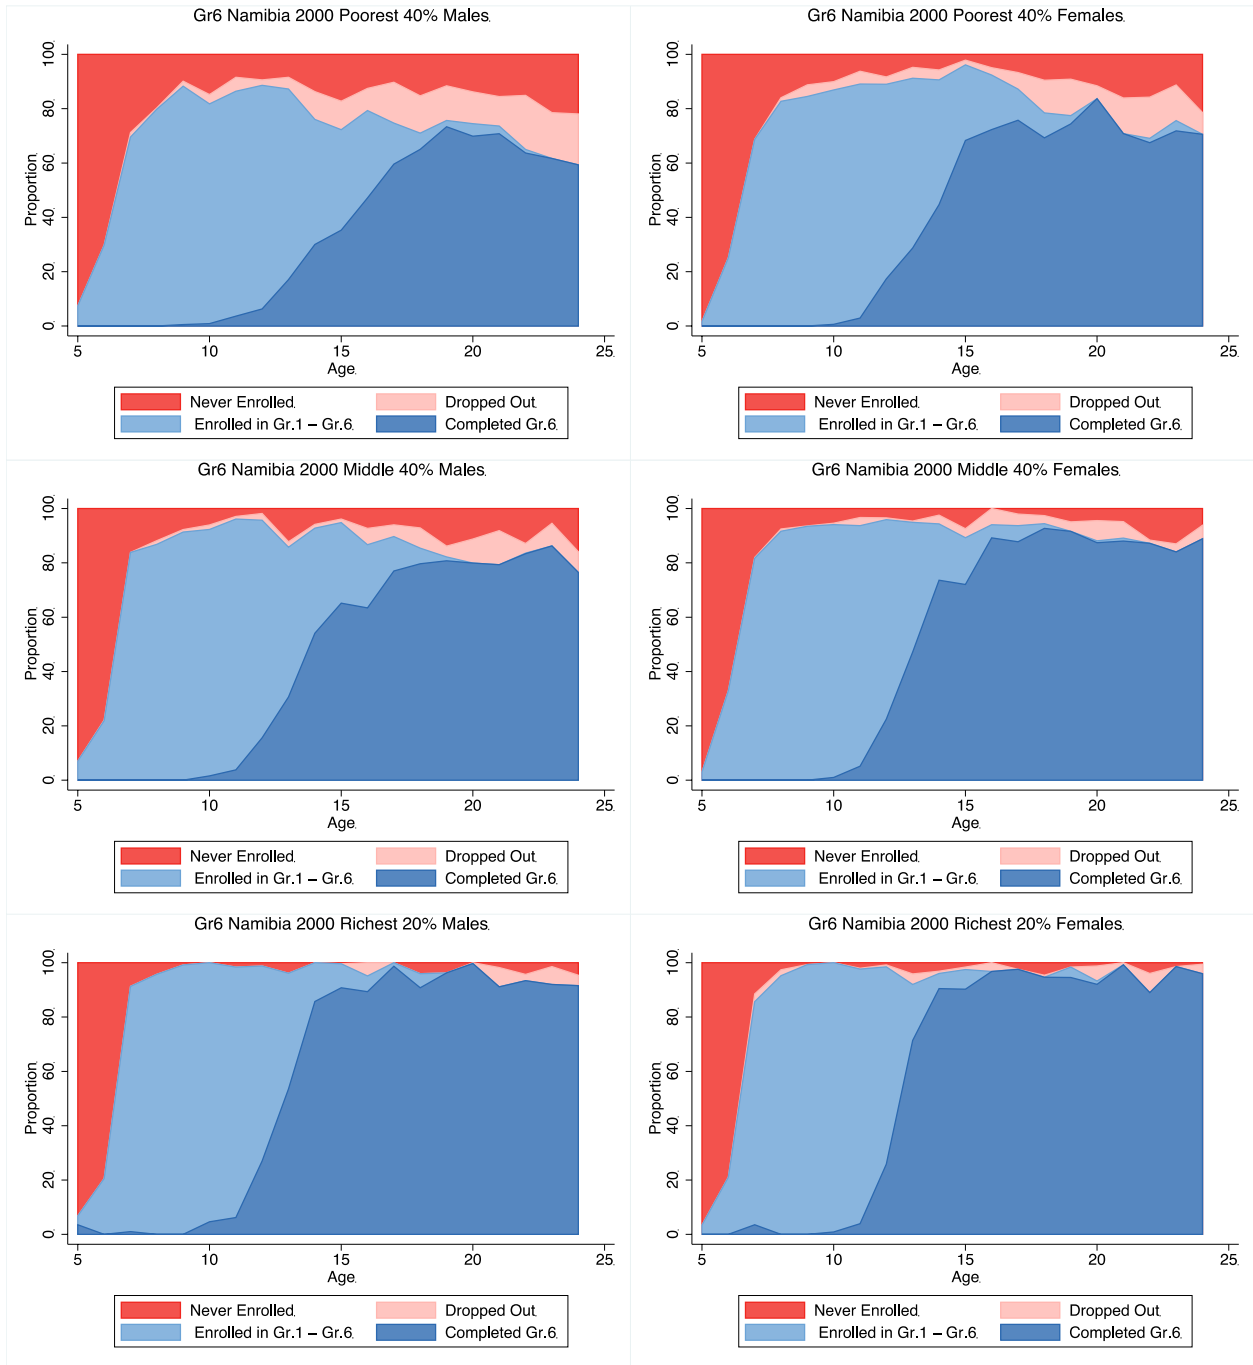 Gr6 Namibia 2000 Poorest 40% Males.
Proportion
0. 20. 40. 60. 80. 100.
5 10 15 20 25.
Age.
Never Enrolled. Dropped Out.
Enrolled in Gr.1 – Gr.6. Completed Gr.6.
Gr6 Namibia 2000 Poorest 40% Females.
Proportion
0. 20. 40. 60. 80. 100.
5 10 15 20 25.
Age.
Never Enrolled. Dropped Out.
Enrolled in Gr.1 – Gr.6. Completed Gr.6.
Gr6 Namibia 2000 Middle 40% Males.
Proportion
0. 20. 40. 60. 80. 100.
5 10 15 20 25.
Age.
Never Enrolled. Dropped Out.
Enrolled in Gr.1 – Gr.6. Completed Gr.6.
Gr6 Namibia 2000 Middle 40% Females.
Proportion
0. 20. 40. 60. 80. 100.
5 10 15 20 25.
Age.
Never Enrolled. Dropped Out.
Enrolled in Gr.1 – Gr.6. Completed Gr.6.
Gr6 Namibia 2000 Richest 20% Males.
Proportion
0. 20. 40. 60. 80. 100.
5 10 15 20 25.
Age.
Never Enrolled. Dropped Out.
Enrolled in Gr.1 – Gr.6. Completed Gr.6.
Gr6 Namibia 2000 Richest 20% Females.
Proportion
0. 20. 40. 60. 80. 100.
5 10 15 20 25.
Age.
Never Enrolled. Dropped Out.
Enrolled in Gr.1 – Gr.6. Completed Gr.6.